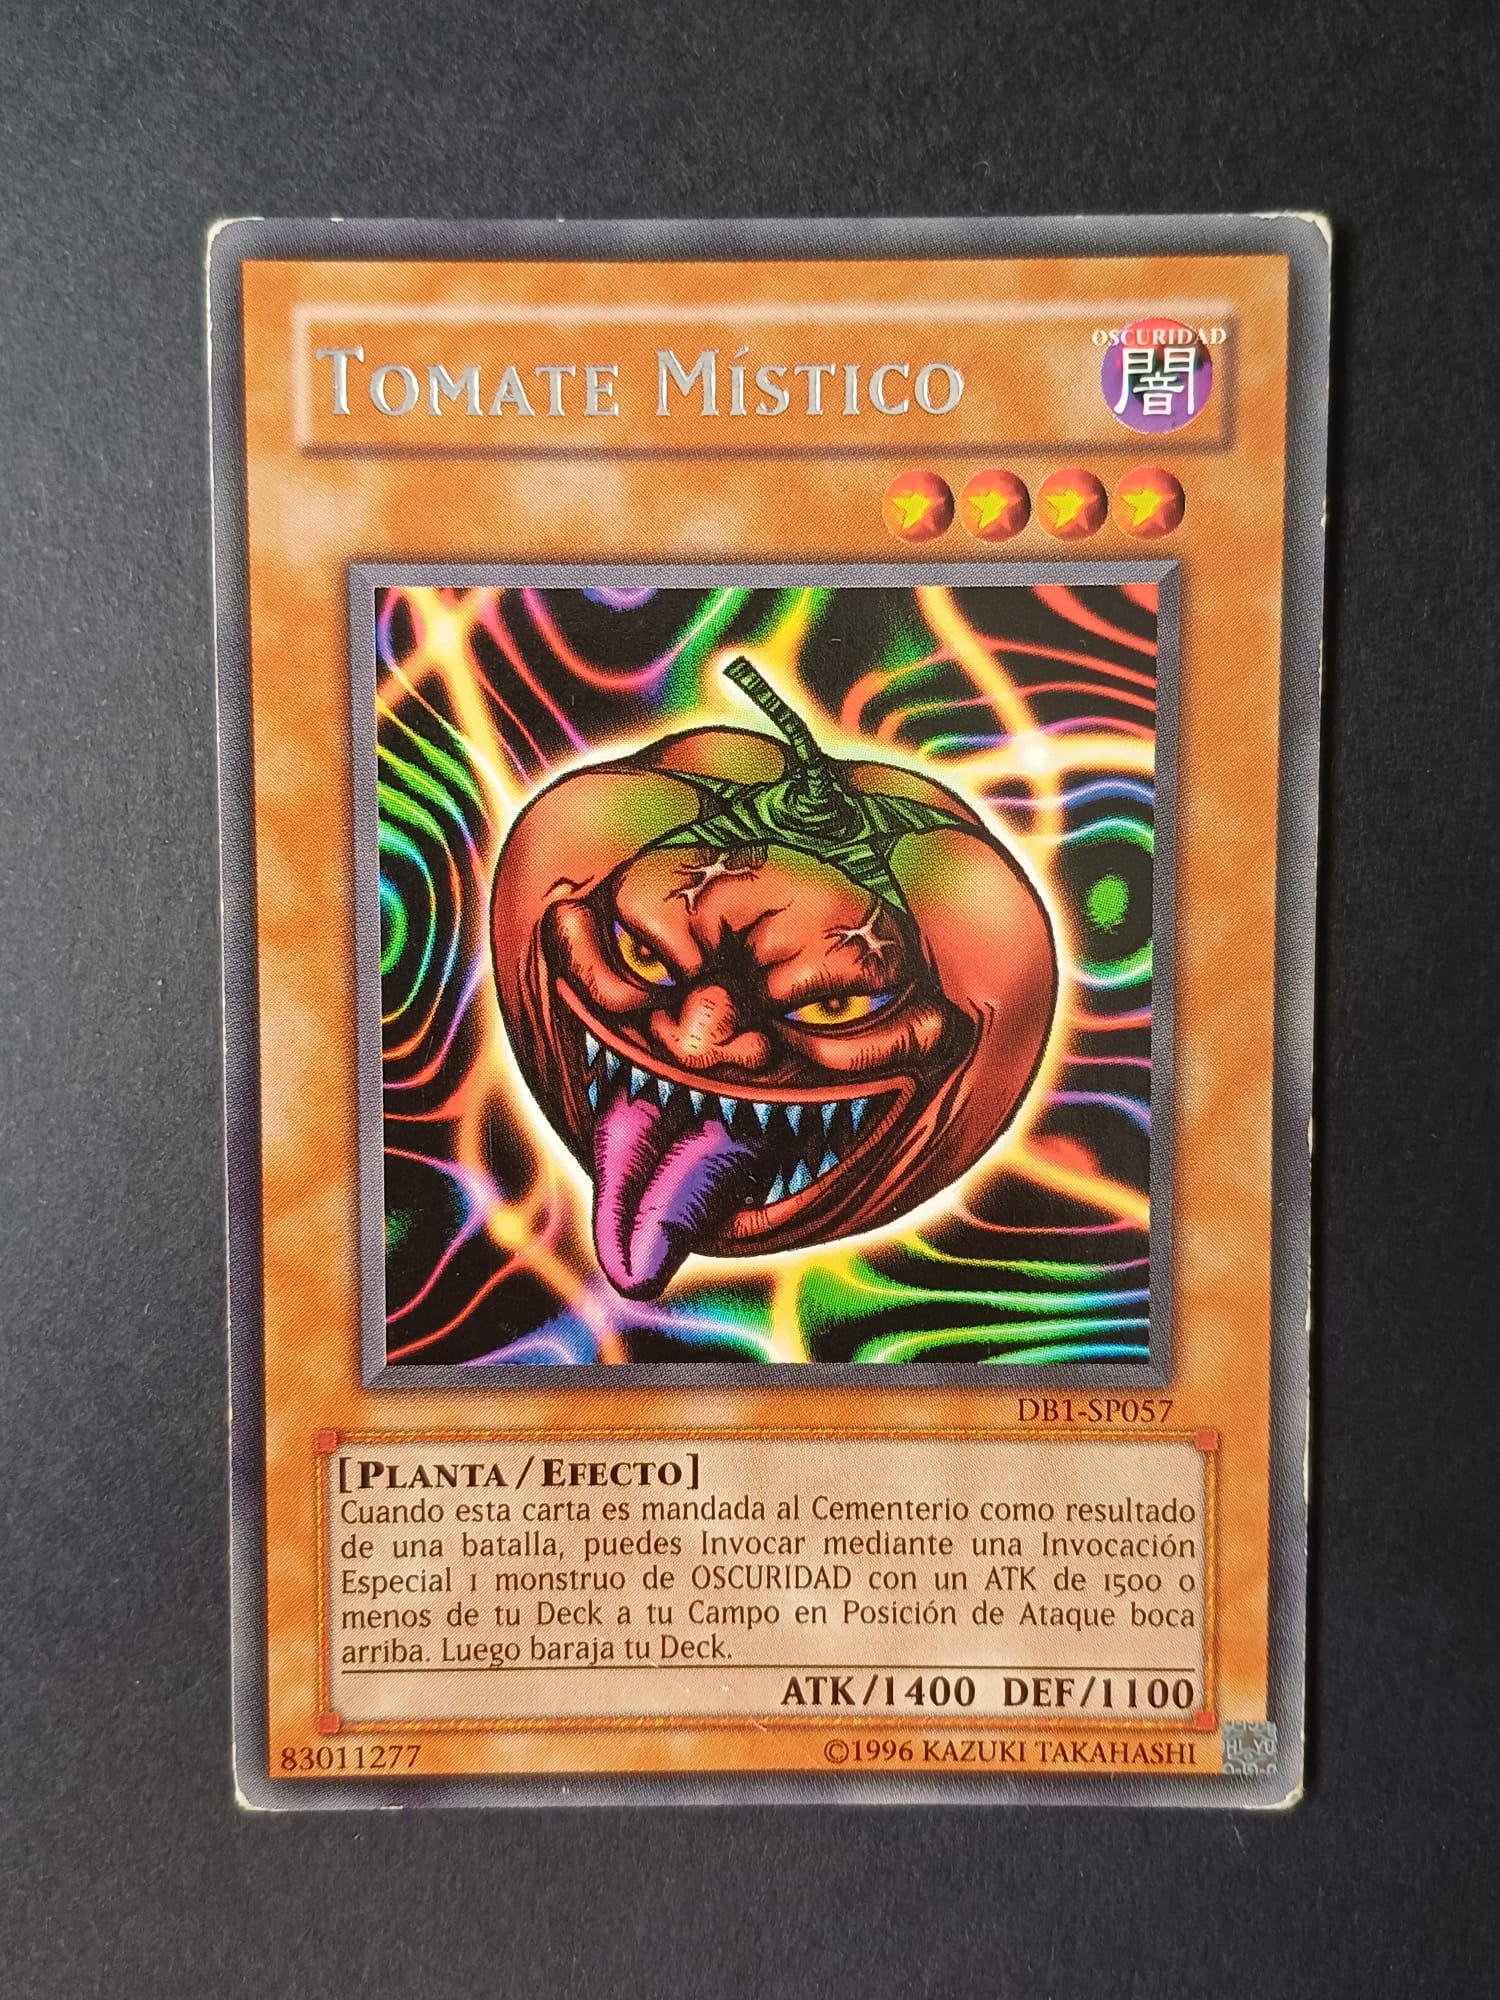 TOMATE MÍSTICO
OSCURIDAD
闇
DB1-SP057
[PLANTA/EFECTO]
Cuando esta carta es mandada al Cementerio como resultado
de una batalla, puedes Invocar mediante una Invocación
Especial 1 monstruo de OSCURIDAD con un ATK de 1500 o
menos de tu Deck a tu Campo en Posición de Ataque boca
arriba. Luego baraja tu Deck.
ATK/1400 DEF/1100
83011277
©1996 KAZUKI TAKAHASHI